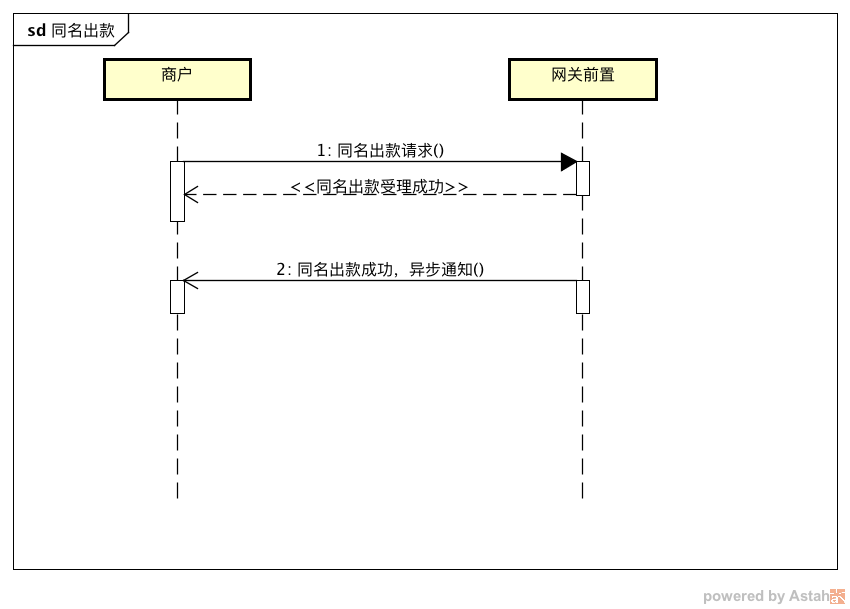 sd 同名出款
商户
网关前置
1: 同名出款请求()
<<同名出款受理成功>>
2: 同名出款成功，异步通知()
powered by Astah